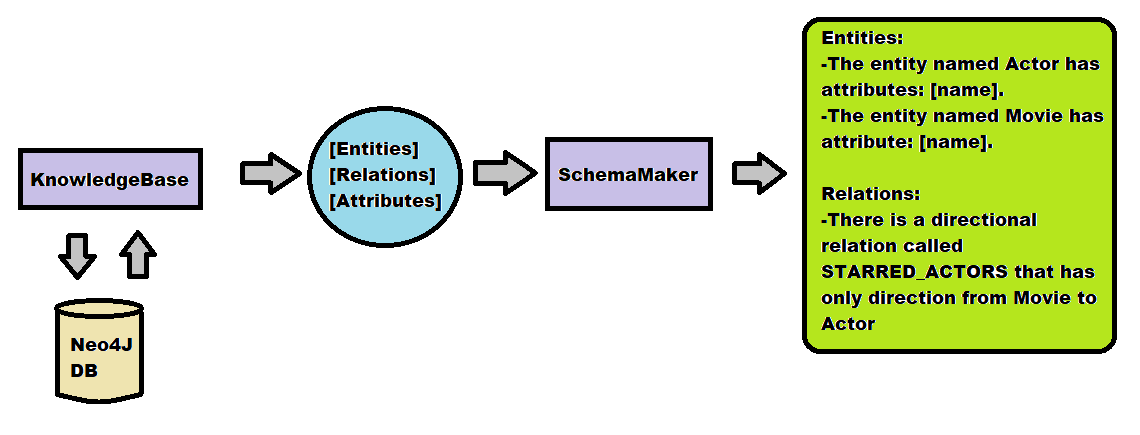 KnowledgeBase
Neo4J
DB
[Entities]
[Relations]
[Attributes]
SchemaMaker
Entities:
-The entity named Actor has
attributes: [name].
-The entity named Movie has
attribute: [name].
Relations:
-There is a directional
relation called
STARRED_ACTORS that has
only direction from Movie to
Actor